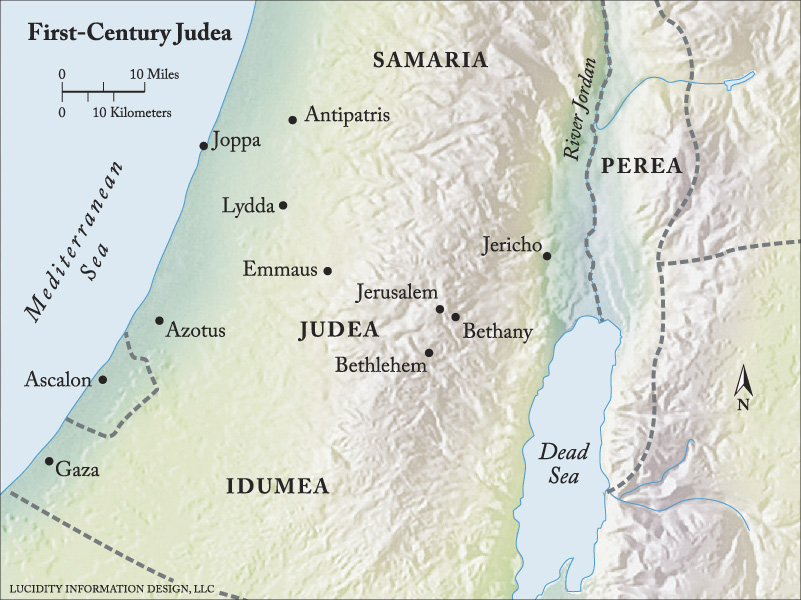 First-Century Judea
0 10 Miles
0 10 Kilometers
SAMARIA
River Jordan
Antipatris
Joppa
PEREA
Mediterranean
Sea
Lydda
Jericho
Emmaus
Jerusalem
Azotus
JUDEA
Bethany
Bethlehem
Ascalon
N
Dead
Sea
Gaza
IDUMEA
LUCIDITY INFORMATION DESIGN, LLC